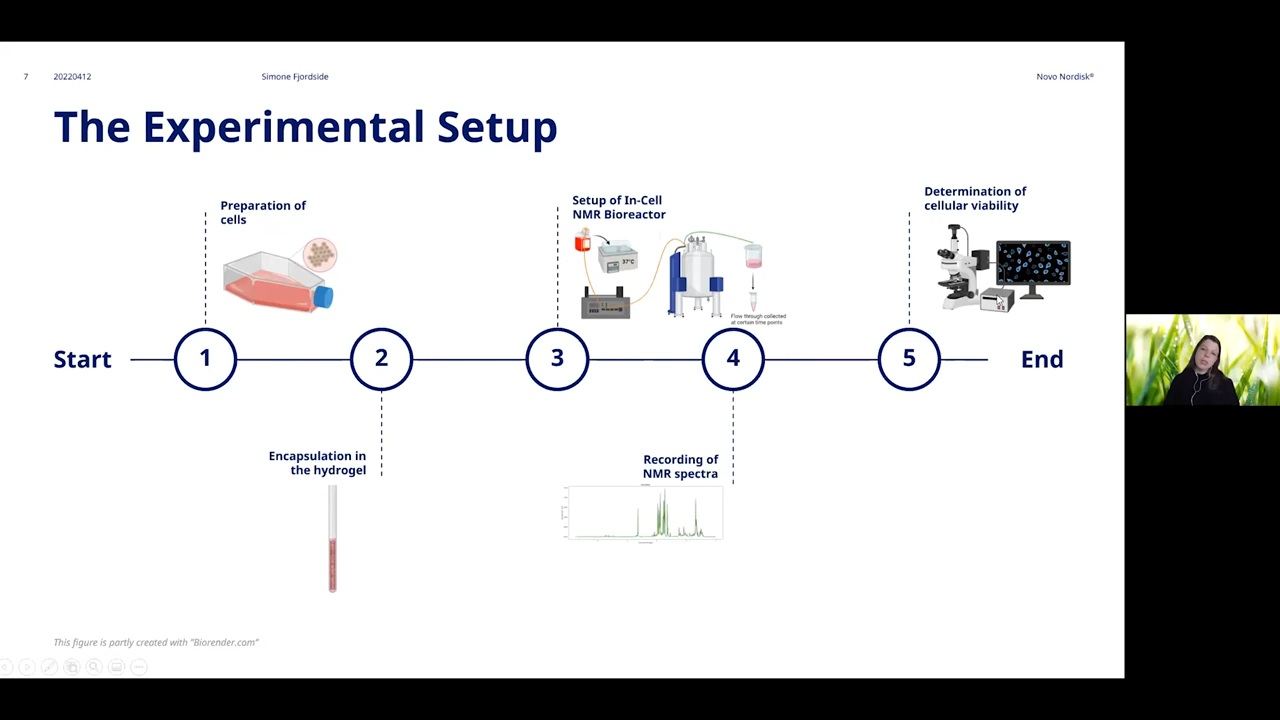 7 20220412 Simone Fjordside Novo Nordisk®
The Experimental Setup
Preparation of
cells
Setup of In-Cell
NMR Bioreactor
37°C
Flow through collected
at certain time points
Determination of
cellular viability
Start 1 2 3 4 5 End
Encapsulation in
the hydrogel
Recording of
NMR spectra
This figure is partly created with "Biorender.com"